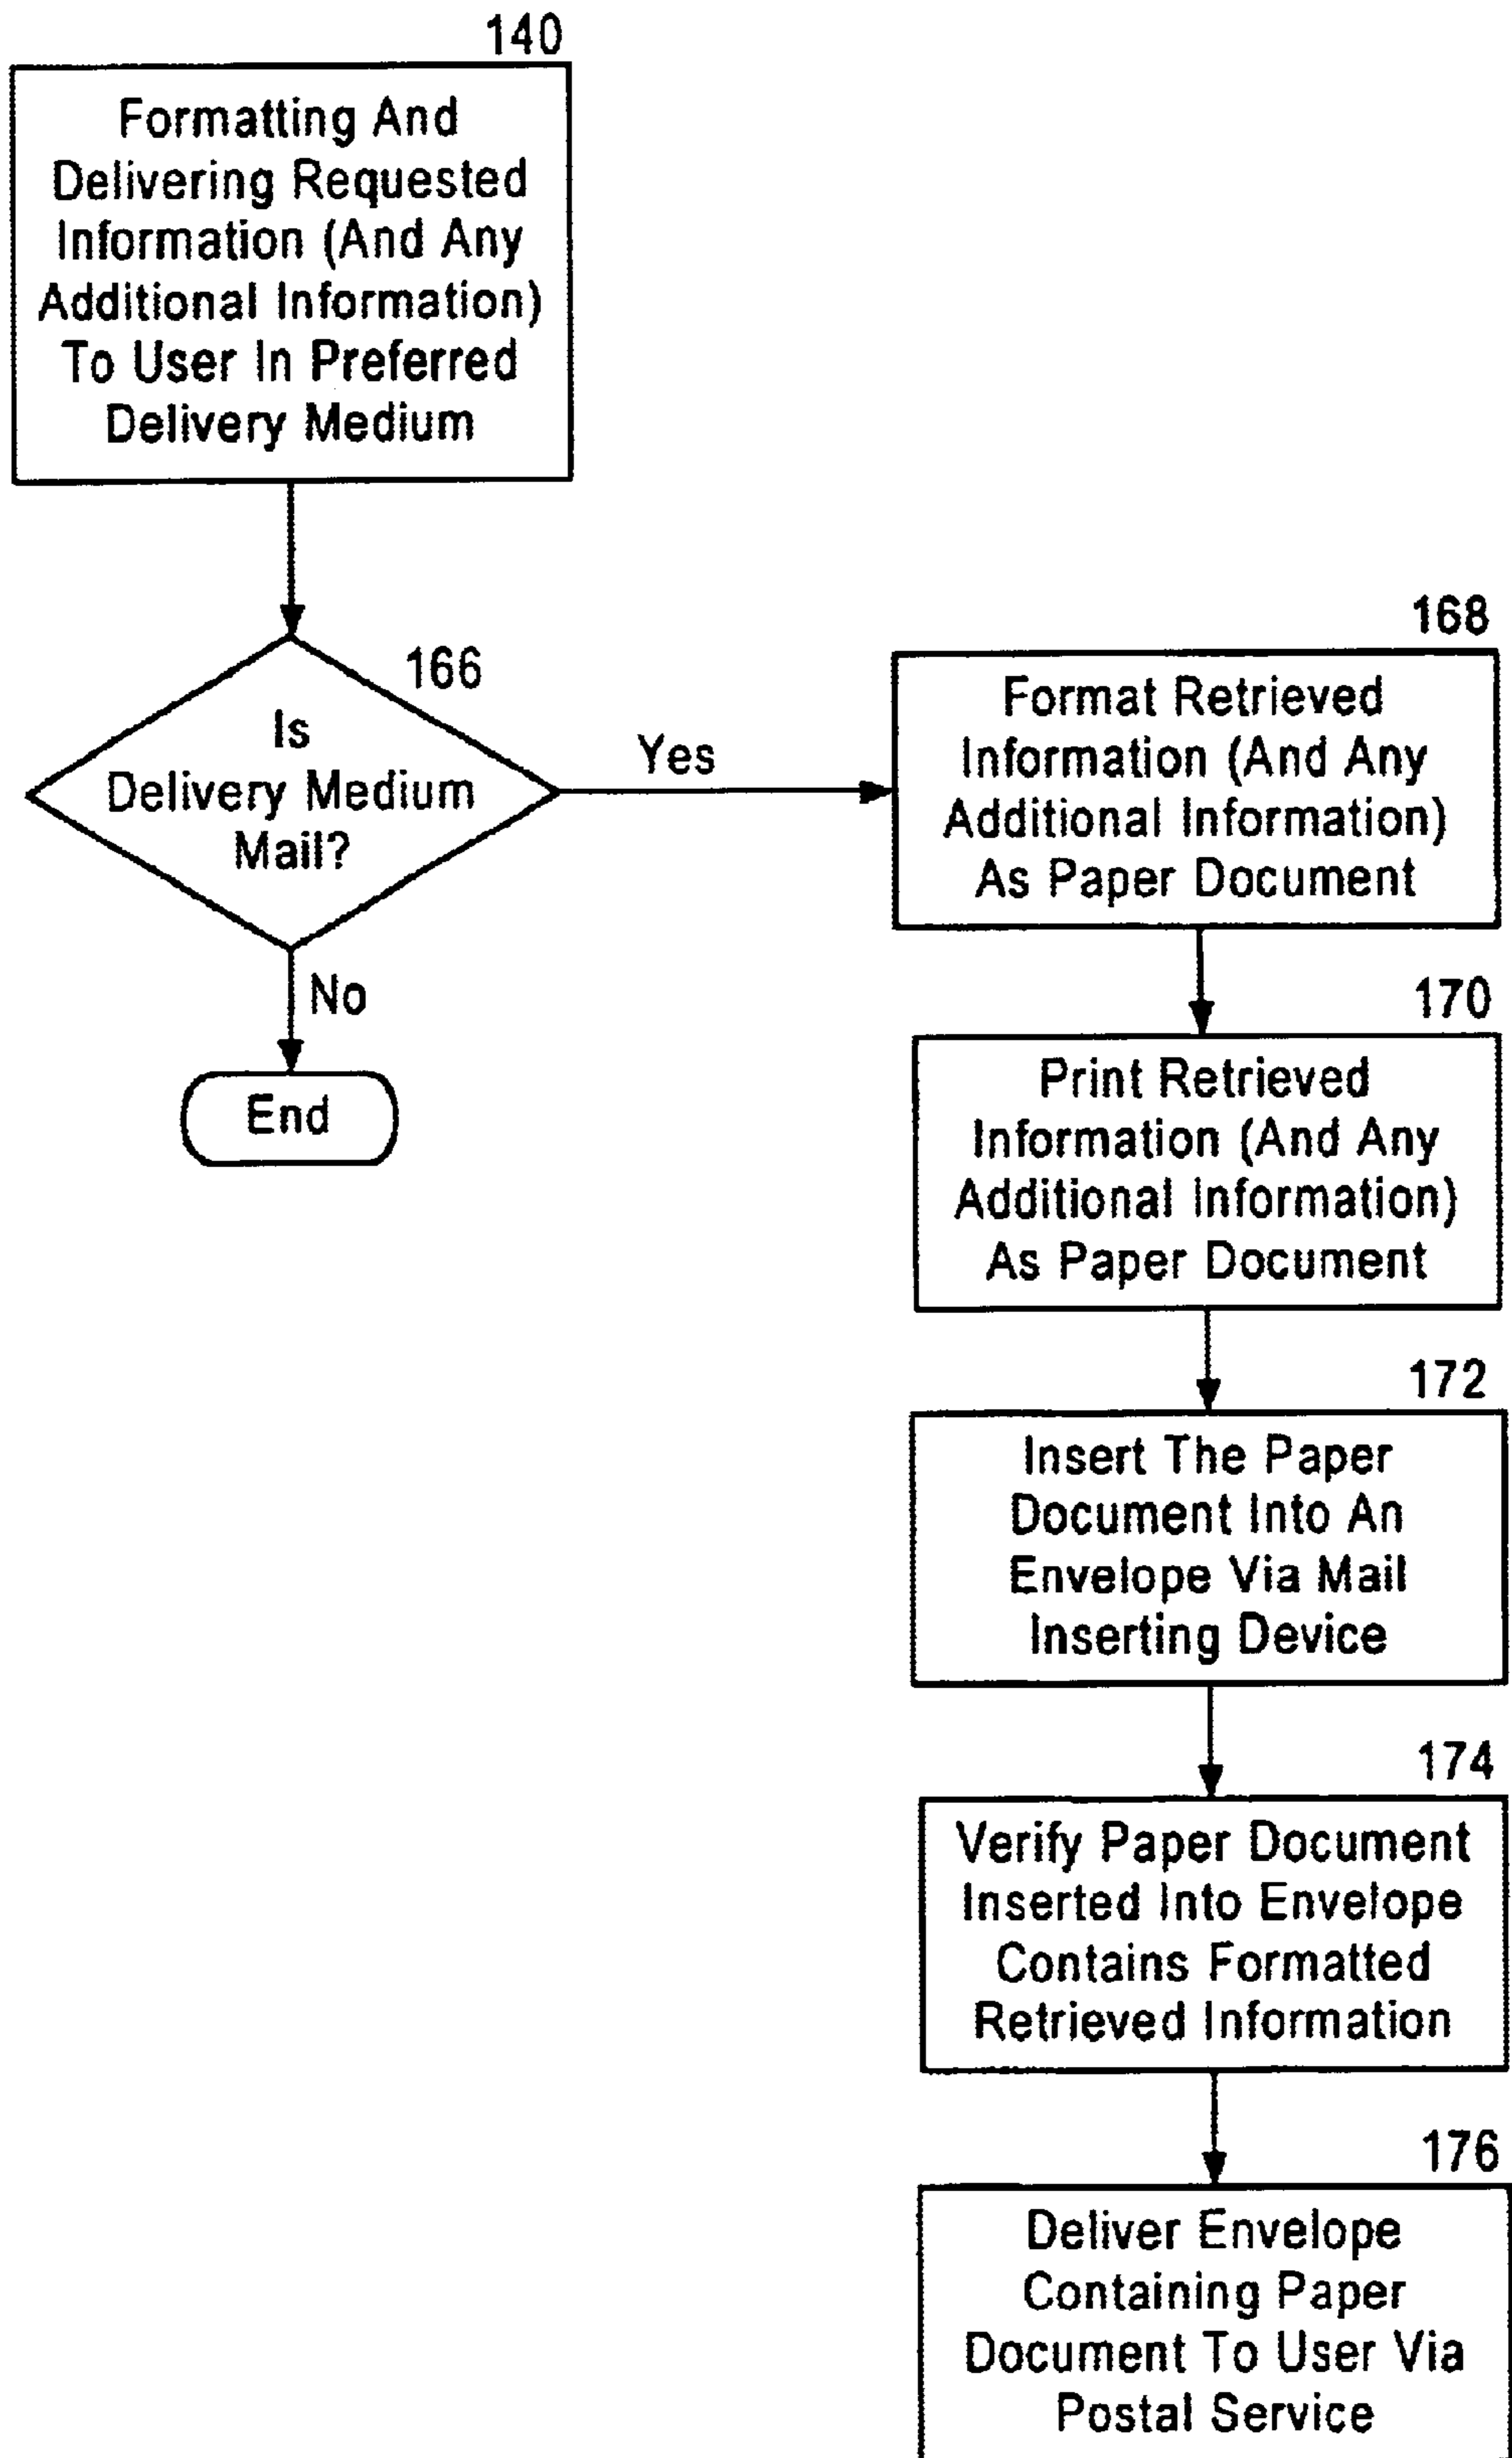 140
Formatting And
Delivering Requested
Information (And Any
Additional Information)
To User In Preferred
Delivery Medium
166
Is
Delivery Medium
Mail?
Yes
No
End
168
Format Retrieved
Information (And Any
Additional Information)
As Paper Document
170
Print Retrieved
Information (And Any
Additional Information)
As Paper Document
172
Insert The Paper
Document Into An
Envelope Via Mail
Inserting Device
174
Verify Paper Document
Inserted Into Envelope
Contains Formatted
Retrieved Information
176
Deliver Envelope
Containing Paper
Document To User Via
Postal Service